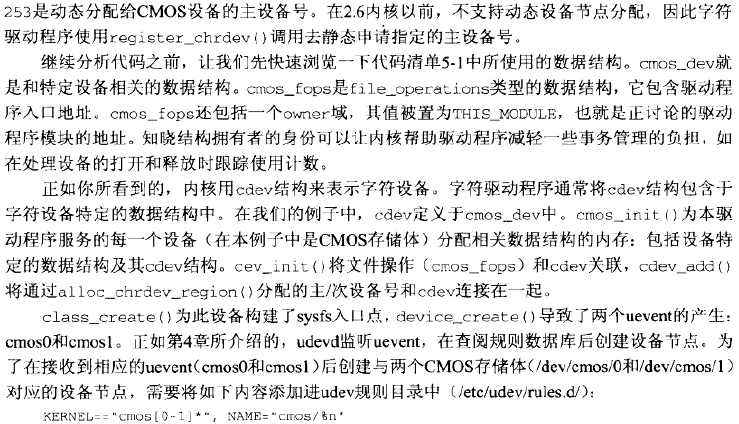 253是动态分配给CMOS设备的主设备号。在2.6内核以前，不支持动态设备节点分配，因此字符
驱动程序使用register_chrdev()调用去静态申请指定的主设备号。
继续分析代码之前，让我们先快速浏览一下代码清单5-1中所使用的数据结构。cmos_dev就
是和特定设备相关的数据结构。cmos_fops是file_operations类型的数据结构，它包含驱动程
序入口地址。cmos_fops还包括一个owner域，其值被置为THIS_MODULE，也就是正讨论的驱动
程序模块的地址。知晓结构拥有者的身份可以让内核帮助驱动程序减轻一些事务管理的负担，如
在处理设备的打开和释放时跟踪使用计数。
正如你所看到的，内核用cdev结构来表示字符设备。字符驱动程序通常将cdev结构包含于
字符设备特定的数据结构中。在我们的例子中，cdev定义于cmos_dev中。cmos_init()为本驱
动程序服务的每一个设备（在本例子中是CMOS存储体）分配相关数据结构的内存：包括设备特
定的数据结构及其cdev结构。cev_init()将文件操作（cmos_fops）和cdev关联，cdev_add()
将通过alloc_chrdev_region()分配的主/次设备号和cdev连接在一起。
class_create()为此设备构建了sysfs入口点，device_create()导致了两个uevent的产生：
cmos0和cmos1。正如第4章所介绍的，udevd监听uevent，在查阅规则数据库后创建设备节点。为
了在接收到相应的uevent(cmos0和cmos1)后创建与两个CMOS存储体(/dev/cmos/0和/dev/cmos/1)
对应的设备节点，需要将如下内容添加进udev规则目录中（/etc/udev/rules.d/）：
KERNEL=="cmos[0-1]*", NAME="cmos/%n"